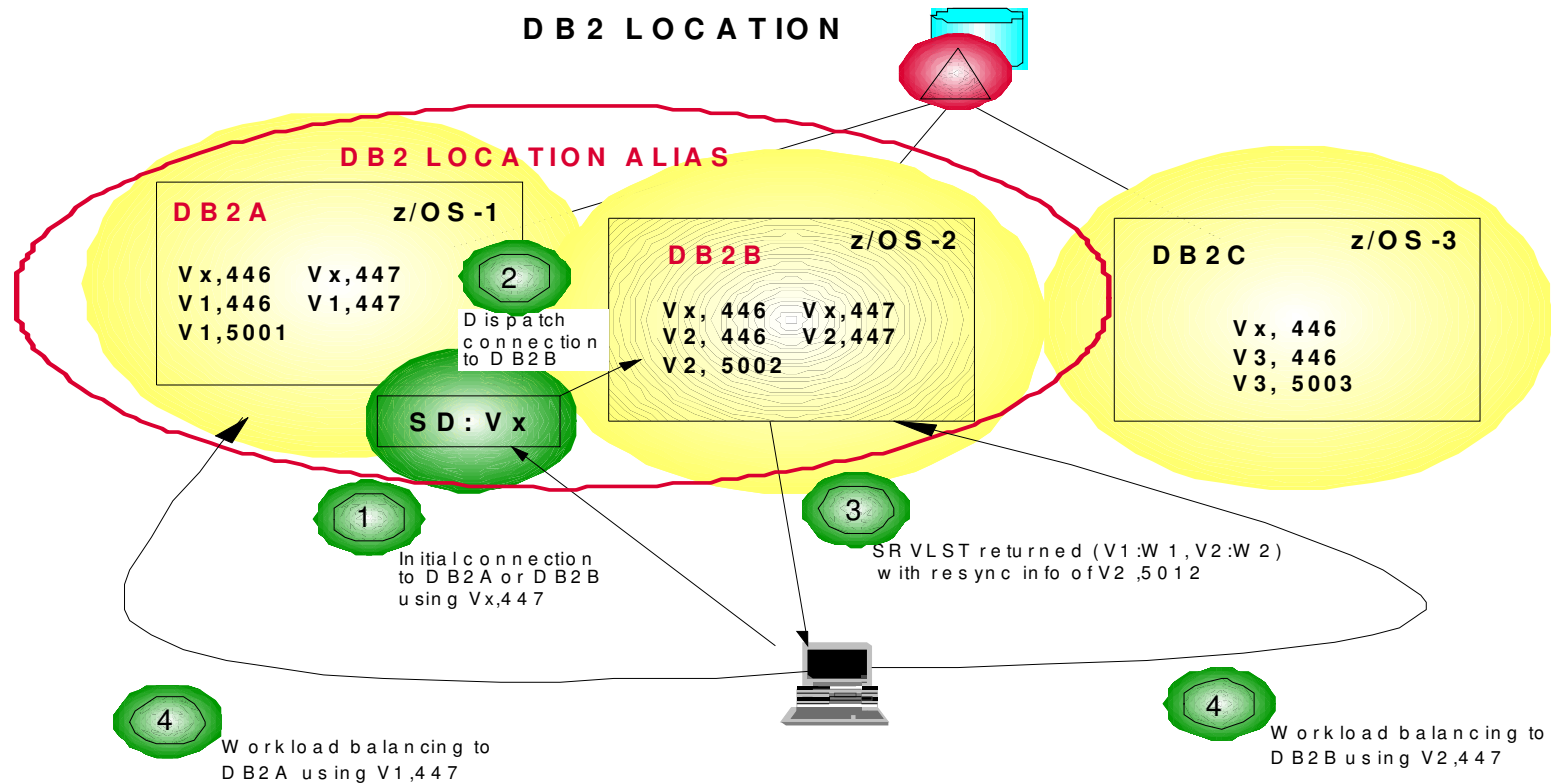 DB2 LOCATION
DB2 LOCATION ALIAS
DB2A z/OS-1
Vx,446 Vx,447
V1,446 V1,447
V1,5001
2
Dispatch
connection
to DB2B
DB2B z/OS-2
Vx, 446 Vx,447
V2, 446 V2,447
V2, 5002
DB2C z/OS-3
Vx, 446
V3, 446
V3, 5003
SD: Vx
1
Initial connection
to DB2A or DB2B
using Vx,447
3
SRVLST returned (V1:W1,V2:W2)
with resync info of V2,5012
4
Workload balancing to
DB2A using V1,447
4
Workload balancing to
DB2B using V2,447